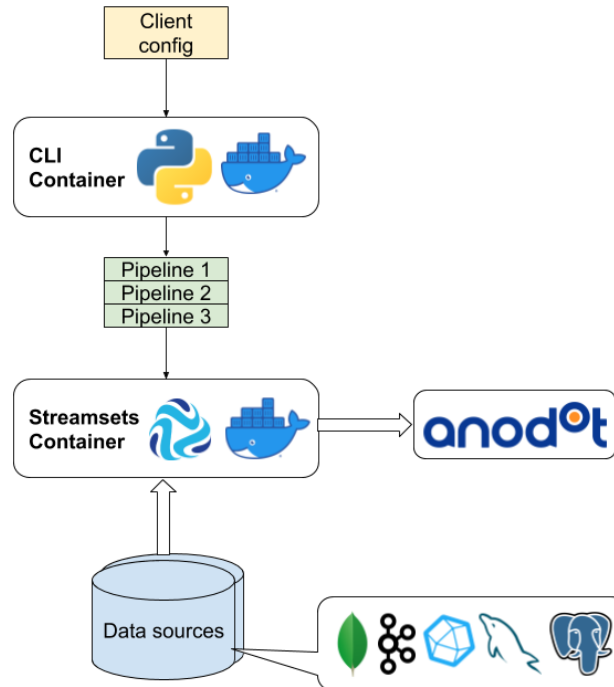 Client
config
CLI
Container
Pipeline 1
Pipeline 2
Pipeline 3
Streamsets
Container
anodot
Data sources